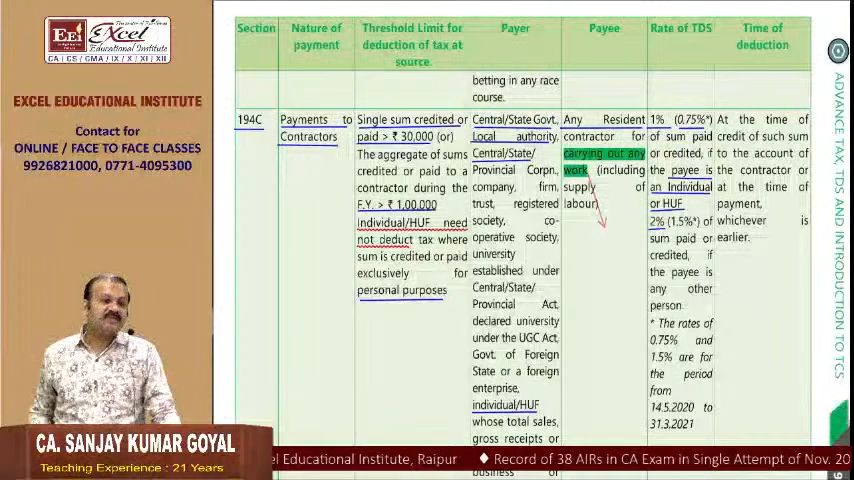 EEi
Excel
Educational Institute
CA / CS / CMA / IX / X / XI / XII
EXCEL EDUCATIONAL INSTITUTE
Contact for
ONLINE / FACE TO FACE CLASSES
9926821000, 0771-4095300
CA. SANJAY KUMAR GOYAL
Teaching Experience : 21 Years
Section
Nature of
payment
Threshold Limit for
deduction of tax at
source.
Payer
Payee
Rate of TDS
Time of
deduction
betting in any race
course.
194C
Payments to
Contractors
Single sum credited or
paid > ₹ 30,000 (or)
The aggregate of sums
credited or paid to a
contractor during the
F.Y. > ₹ 1,00,000
Individual/HUF need
not deduct tax where
sum is credited or paid
exclusively for
personal purposes
Central/State Govt.,
Local authority,
Central/State/
Provincial Corpn.,
company, firm,
trust, registered
society, co-
operative society,
university
established under
Central/State/
Provincial Act,
declared university
under the UGC Act,
Govt. of Foreign
State or a foreign
enterprise,
individual/HUF
whose total sales,
gross receipts or
business or
Any Resident
contractor for
carrying out any
work (including
supply of
labour)
1% (0.75%*)
of sum paid
or credited, if
the payee is
an Individual
or HUF
2% (1.5%*) of
sum paid or
credited, if
the payee is
any other
person.
* The rates of
0.75% and
1.5% are for
the period
from
14.5.2020 to
31.3.2021
At the time of
credit of such sum
to the account of
the contractor or
at the time of
payment,
whichever is
earlier.
ADVANCE TAX, TDS AND INTRODUCTION TO TCS
el Educational Institute, Raipur ♦ Record of 38 AIRs in CA Exam in Single Attempt of Nov. 20